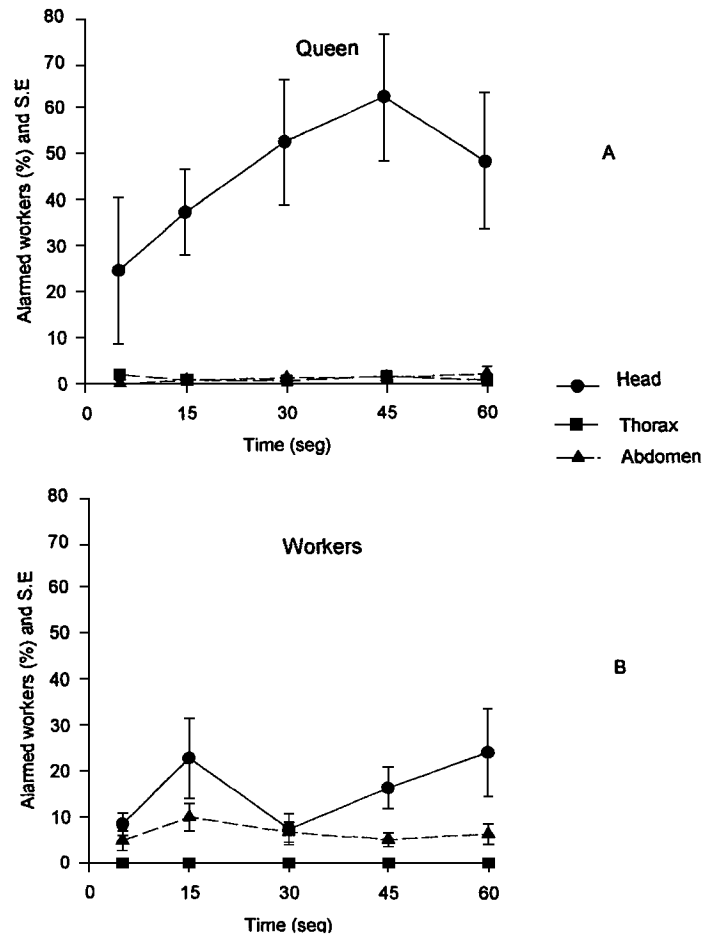 80
Queen
70
60
50
A
40
30
20
10
0
0 15 30 45 60
Time (seg)
Alarmed workers (%) and S.E
Head
Thorax
Abdomen
80
Workers
70
60
50
40
B
30
20
10
0
0 15 30 45 60
Time (seg)
Alarmed workers (%) and S.E